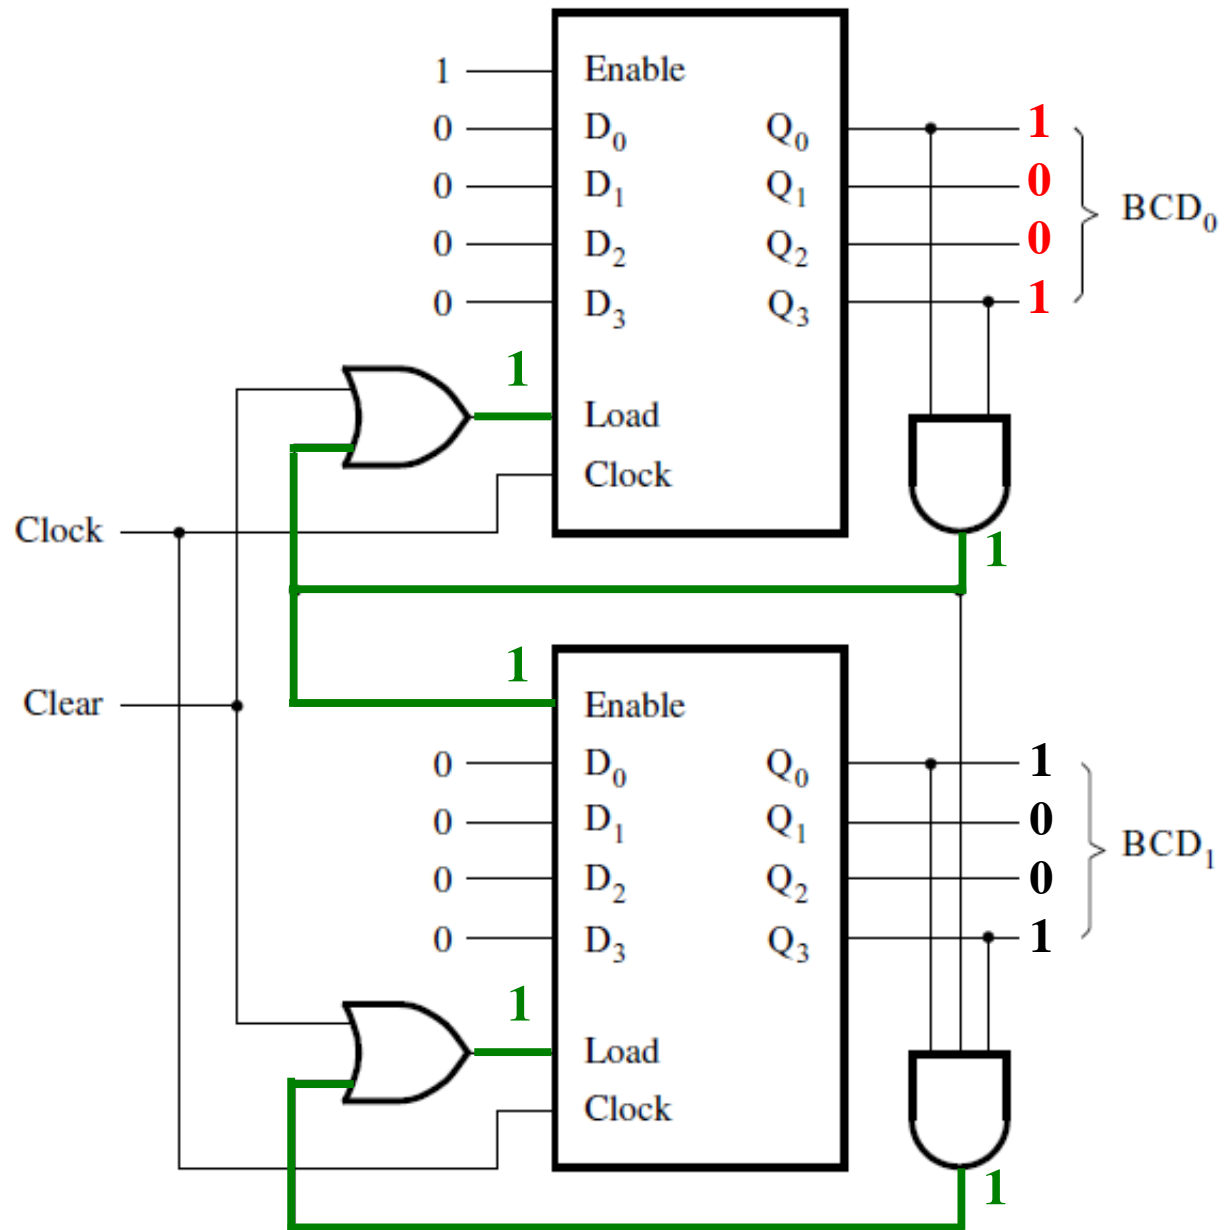 1 Enable
0 D0 Q0 1
0 D1 Q1 0
0 D2 Q2 0
0 D3 Q3 1
BCD0
1 Load
Clock
Clock
1
1 Enable
Clear
0 D0 Q0 1
0 D1 Q1 0
0 D2 Q2 0
0 D3 Q3 1
BCD1
1 Load
Clock
1